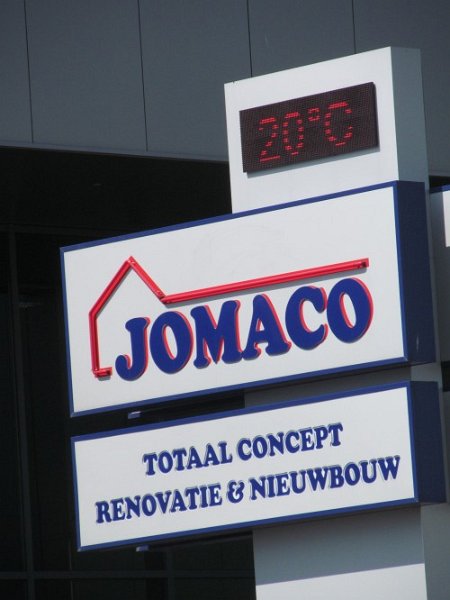 20°C
JOMACO
TOTAAL CONCEPT
RENOVATIE & NIEUWBOUW